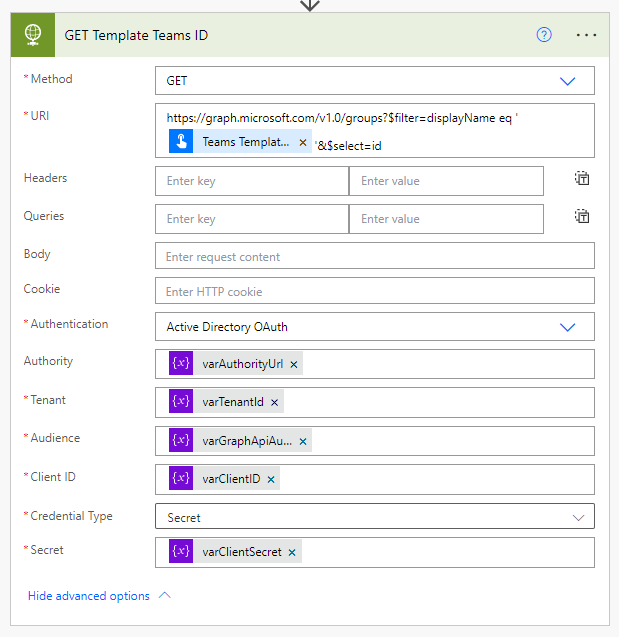 GET Template Teams ID
* Method
GET
* URI
https://graph.microsoft.com/v1.0/groups?$filter=displayName eq '
Teams Templat... × '&$select=id
Headers
Enter key
Enter value
Queries
Enter key
Enter value
Body
Enter request content
Cookie
Enter HTTP cookie
* Authentication
Active Directory OAuth
Authority
{x} varAuthorityUrl ×
* Tenant
{x} varTenantId ×
* Audience
{x} varGraphApiAu... ×
* Client ID
{x} varClientID ×
* Credential Type
Secret
* Secret
{x} varClientSecret ×
Hide advanced options